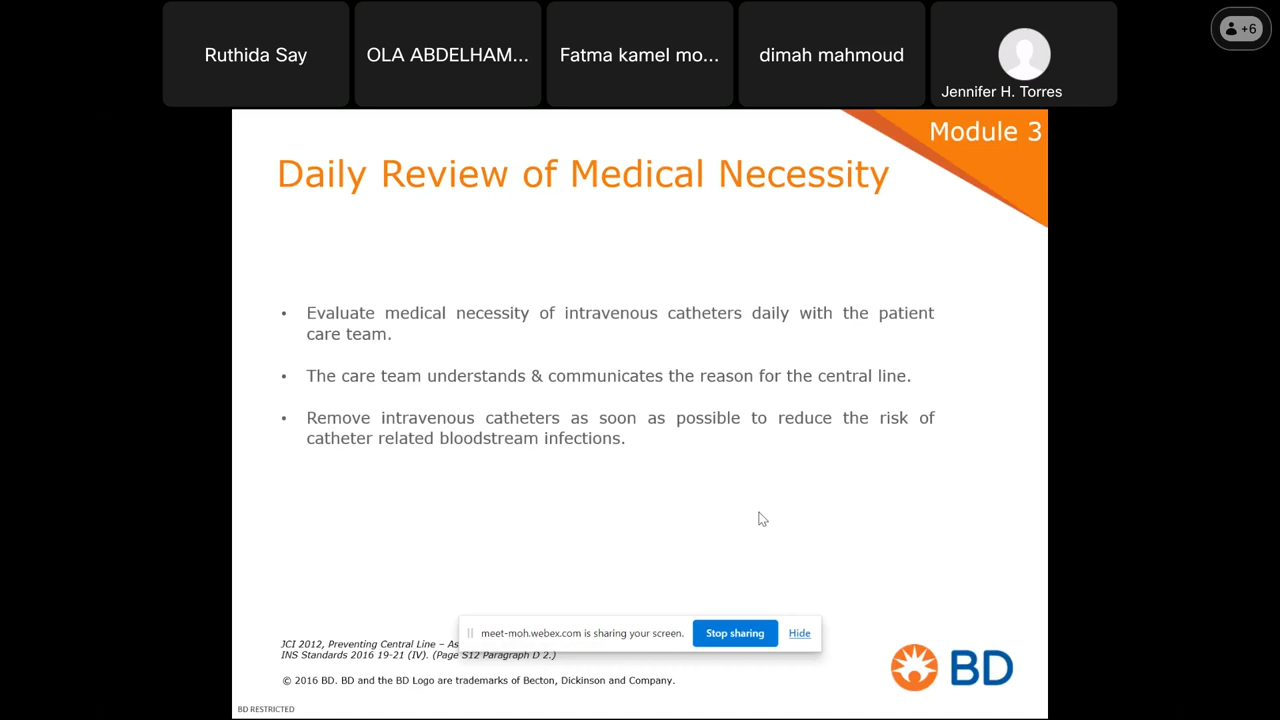 Ruthida Say
OLA ABDELHAM...
Fatma kamel mo...
dimah mahmoud
Jennifer H. Torres
+6
Module 3
Daily Review of Medical Necessity
• Evaluate medical necessity of intravenous catheters daily with the patient
care team.
• The care team understands & communicates the reason for the central line.
• Remove intravenous catheters as soon as possible to reduce the risk of
catheter related bloodstream infections.
meet-moh.webex.com is sharing your screen.
Stop sharing
Hide
JCI 2012, Preventing Central Line – As
INS Standards 2016 19-21 (IV). (Page S12 Paragraph D 2.)
© 2016 BD. BD and the BD Logo are trademarks of Becton, Dickinson and Company.
BD
BD RESTRICTED